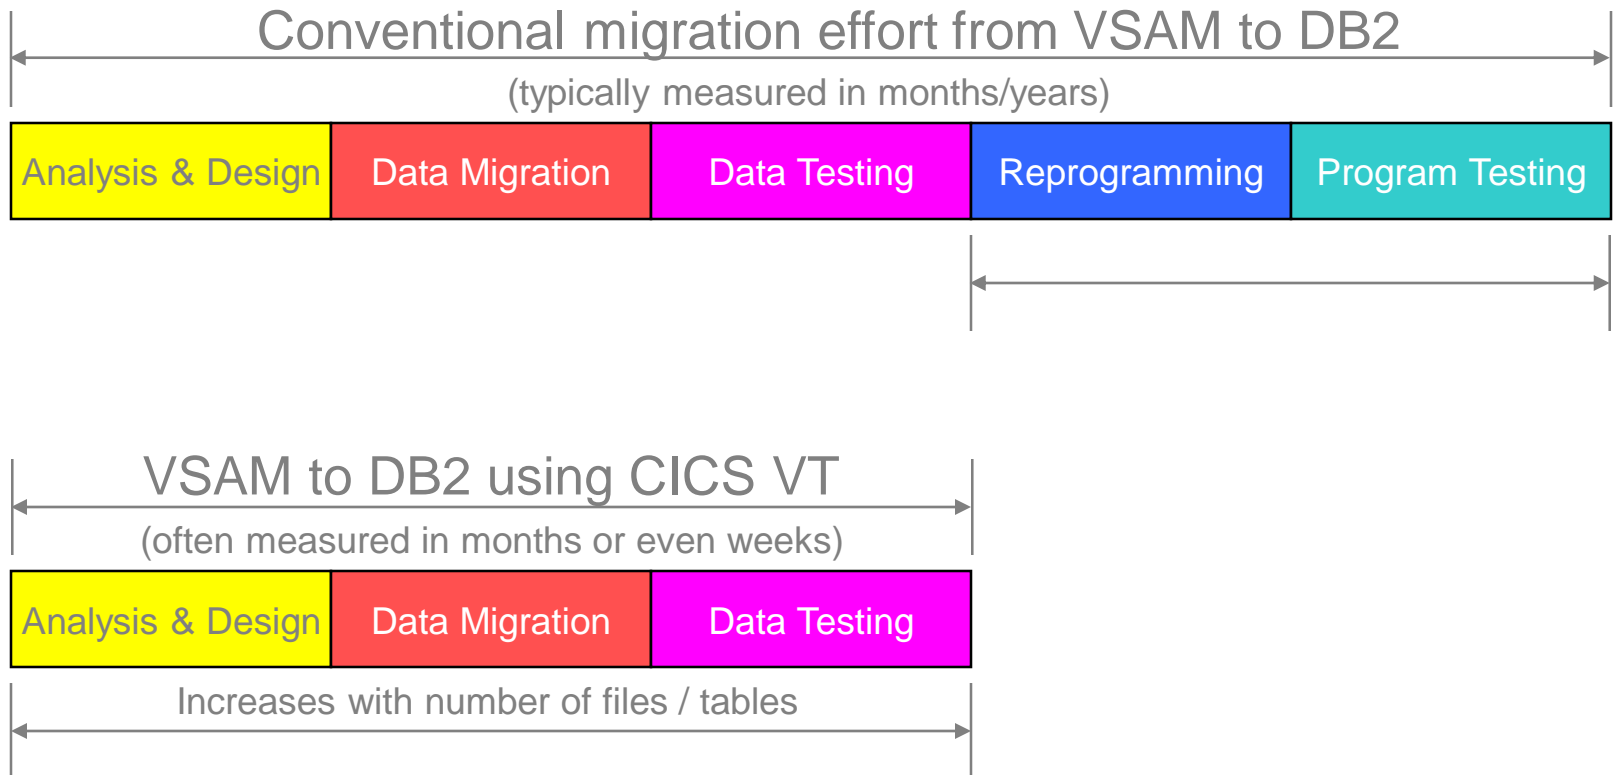 Conventional migration effort from VSAM to DB2
(typically measured in months/years)
Analysis & Design Data Migration Data Testing Reprogramming Program Testing
VSAM to DB2 using CICS VT
(often measured in months or even weeks)
Analysis & Design Data Migration Data Testing
Increases with number of files / tables